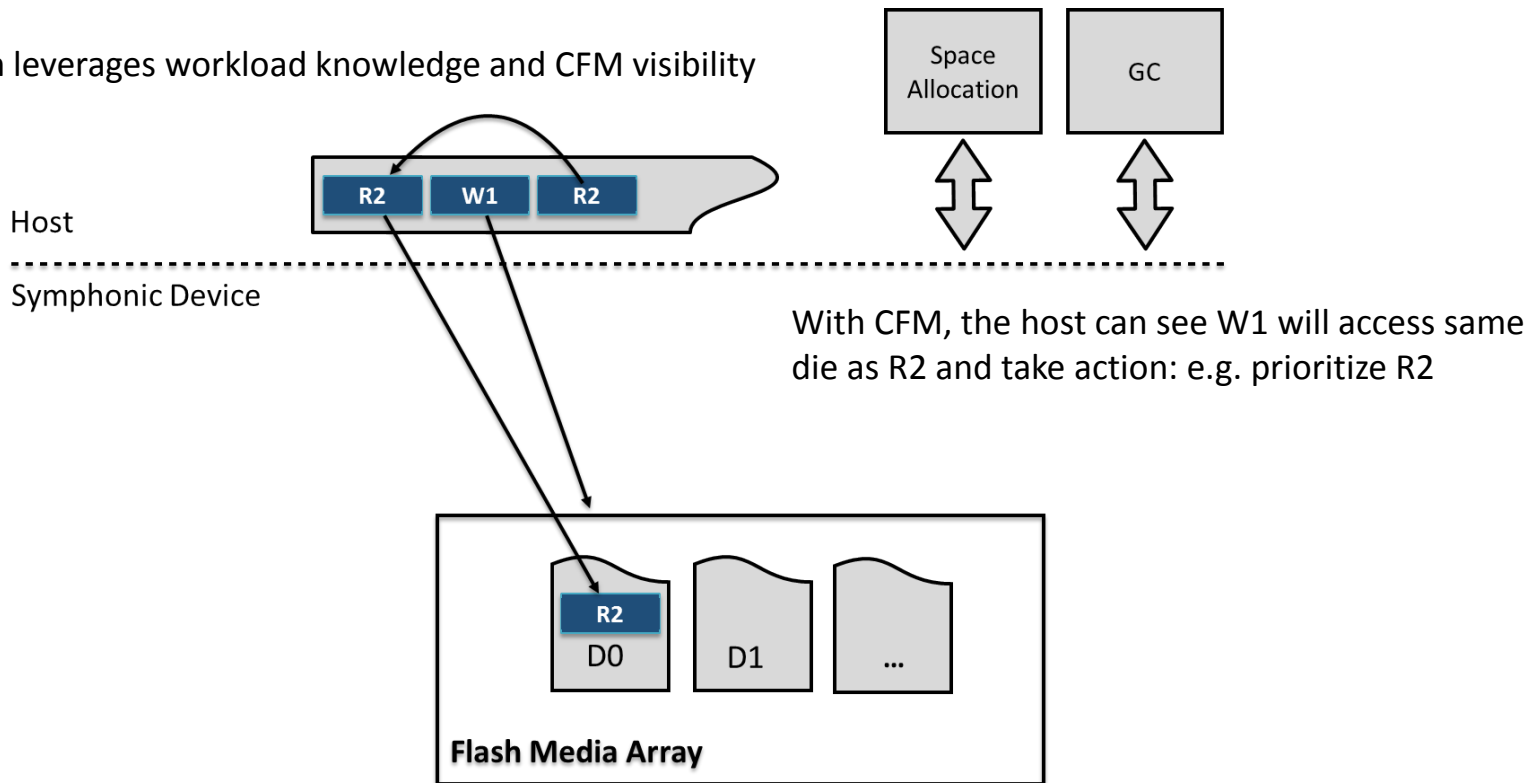 leverages workload knowledge and CFM visibility
Space
Allocation
GC
R2
W1
R2
Host
Symphonic Device
With CFM, the host can see W1 will access same
die as R2 and take action: e.g. prioritize R2
R2
D0
D1
...
Flash Media Array